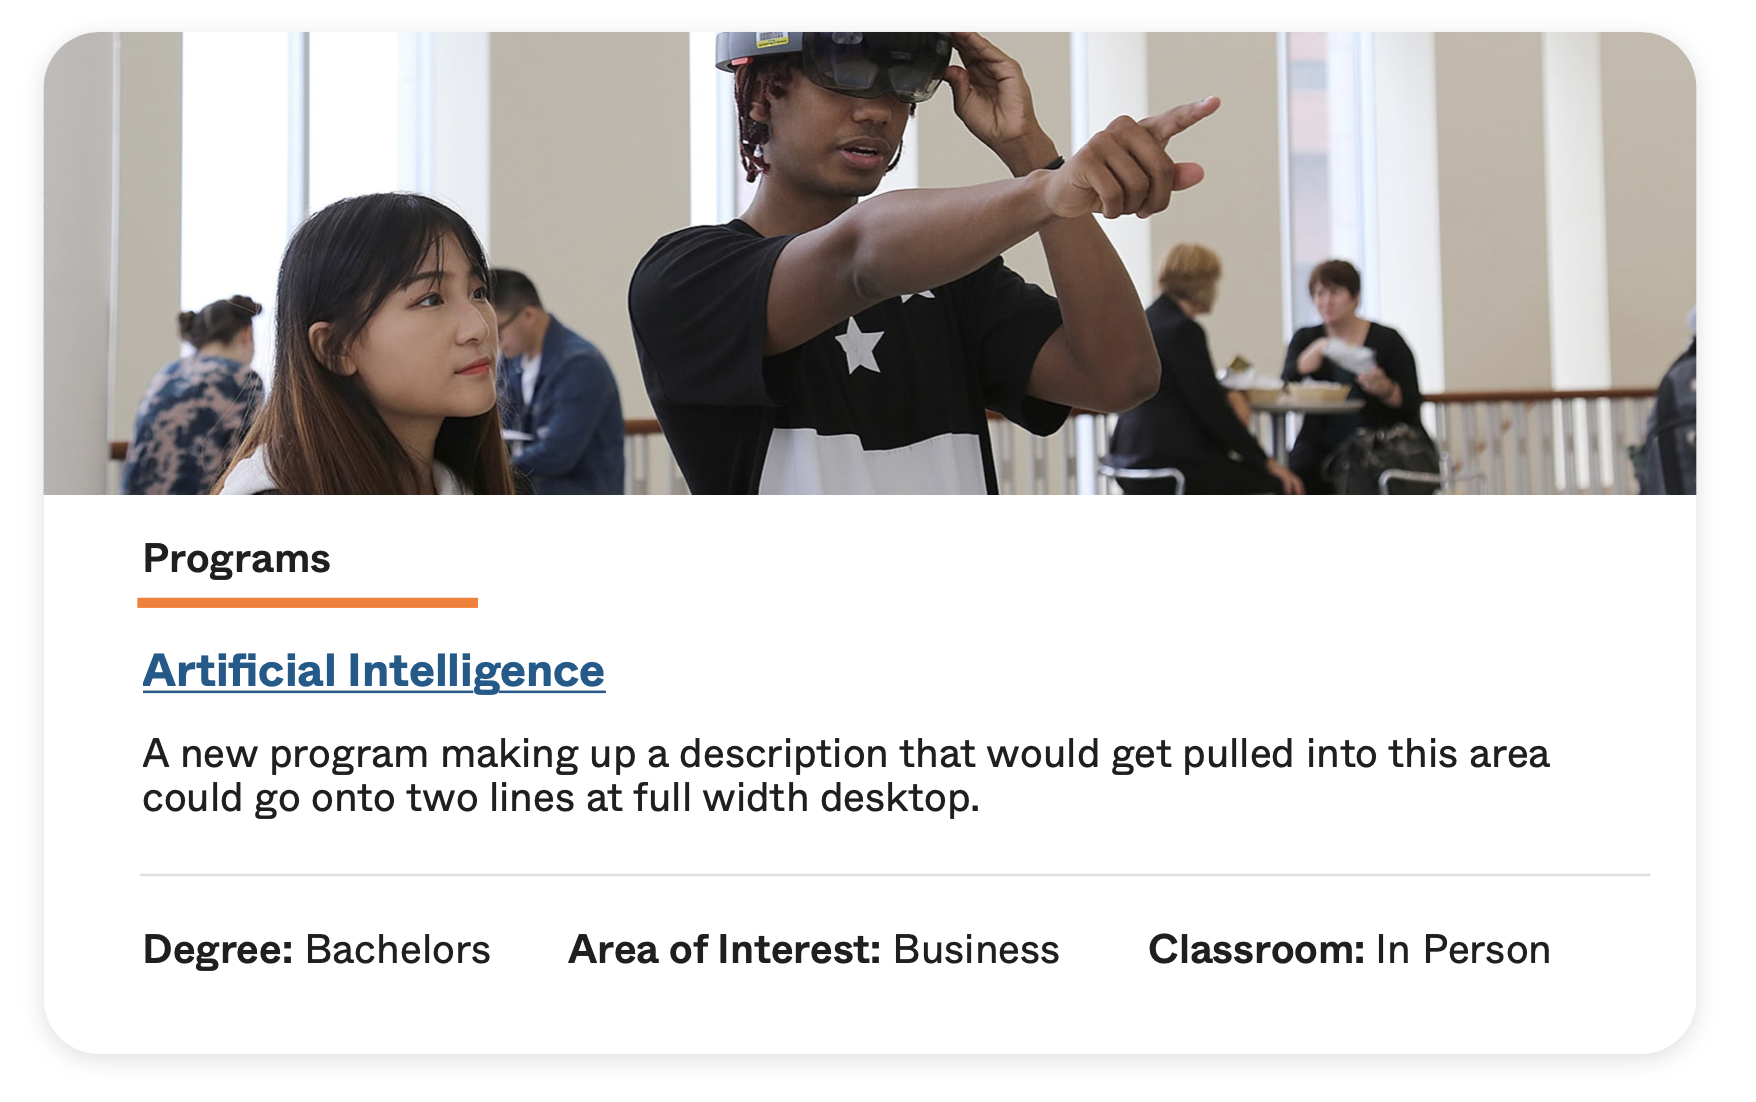 Programs
Artificial Intelligence
A new program making up a description that would get pulled into this area
could go onto two lines at full width desktop.
Degree: Bachelors Area of Interest: Business Classroom: In Person